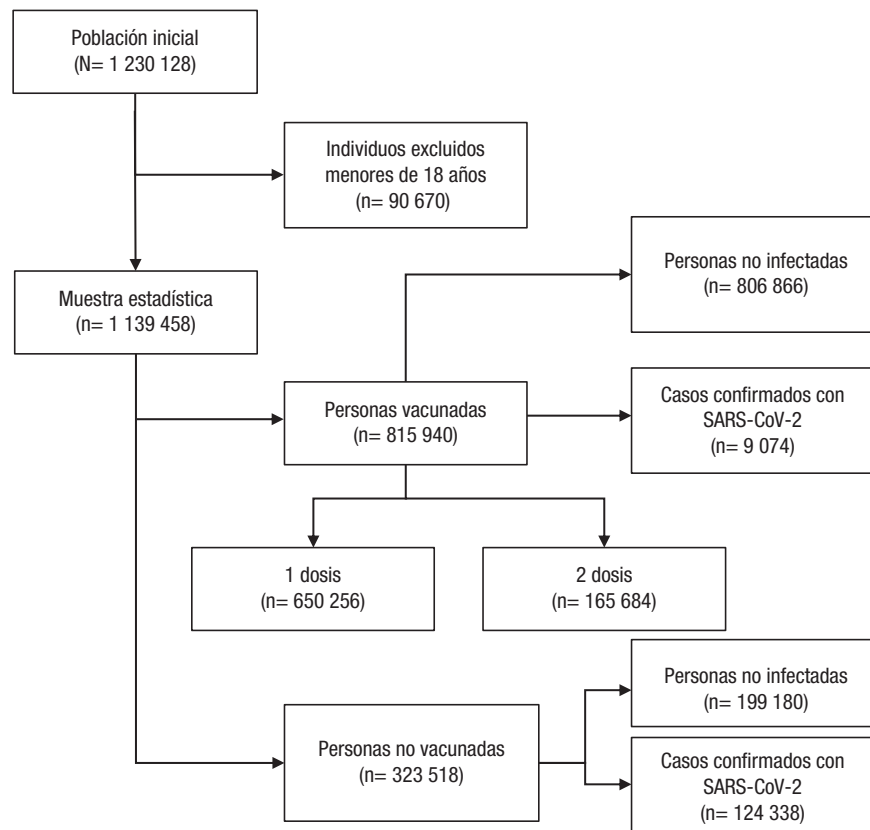 Población inicial
(N= 1 230 128)
Individuos excluidos
menores de 18 años
(n= 90 670)
Personas no infectadas
(n= 806 866)
Muestra estadística
(n= 1 139 458)
Personas vacunadas
(n= 815 940)
Casos confirmados con
SARS-CoV-2
(n= 9 074)
1 dosis
(n= 650 256)
2 dosis
(n= 165 684)
Personas no infectadas
(n= 199 180)
Personas no vacunadas
(n= 323 518)
Casos confirmados con
SARS-CoV-2
(n= 124 338)